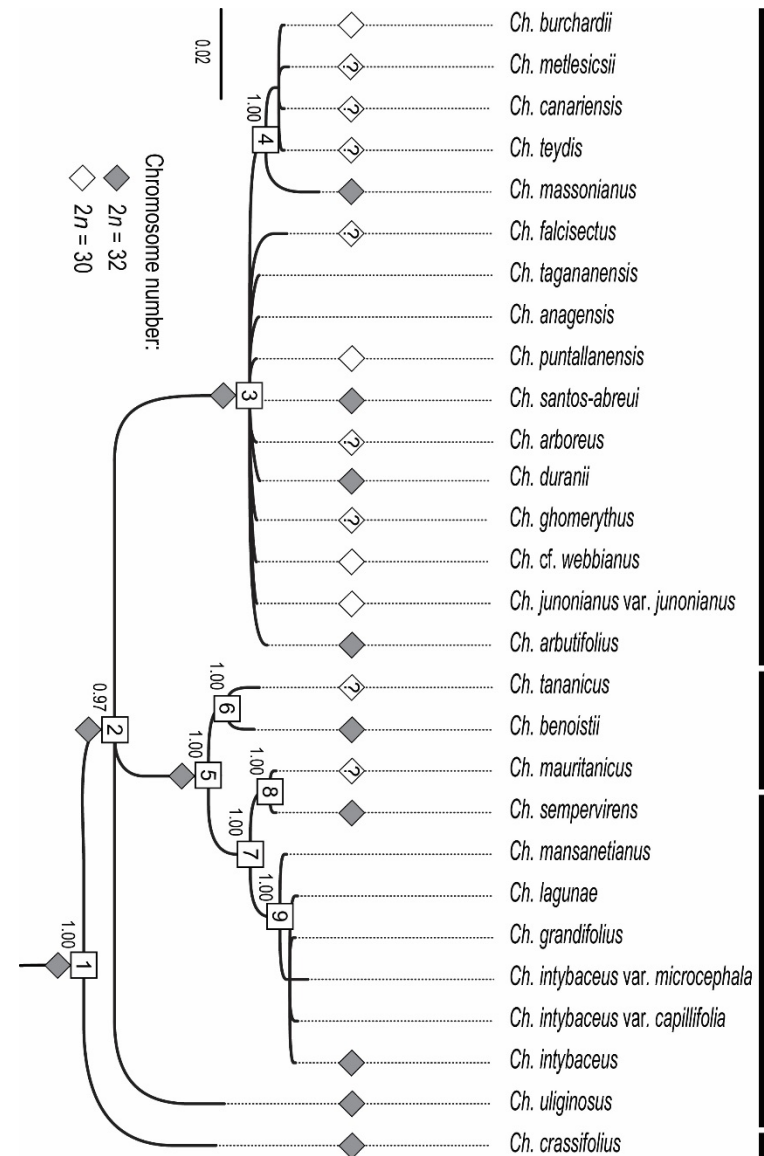 Ch. burchardii
Ch. metlesicsii
?
Ch. canariensis
?
Ch. teydis
?
Ch. massonianus
Ch. falcisectus
?
Ch. tagananensis
Ch. anagensis
Ch. puntallanensis
Ch. santos-abreui
Ch. arboreus
?
Ch. duranii
Ch. ghomerythus
?
Ch. cf. webbianus
Ch. junonianus var. junonianus
Ch. arbutifolius
Ch. tananicus
?
Ch. benoistii
Ch. mauritanicus
?
Ch. sempervirens
Ch. mansanetianus
Ch. lagunae
Ch. grandifolius
Ch. intybaceus var. microcephala
Ch. intybaceus var. capillifolia
Ch. intybaceus
Ch. uliginosus
Ch. crassifolius
0.02
1.00
4
3
Chromosome number:
2n = 32
2n = 30
0.97
2
1.00
6
1.00
5
1.00
8
1.00
7
1.00
9
1.00
1